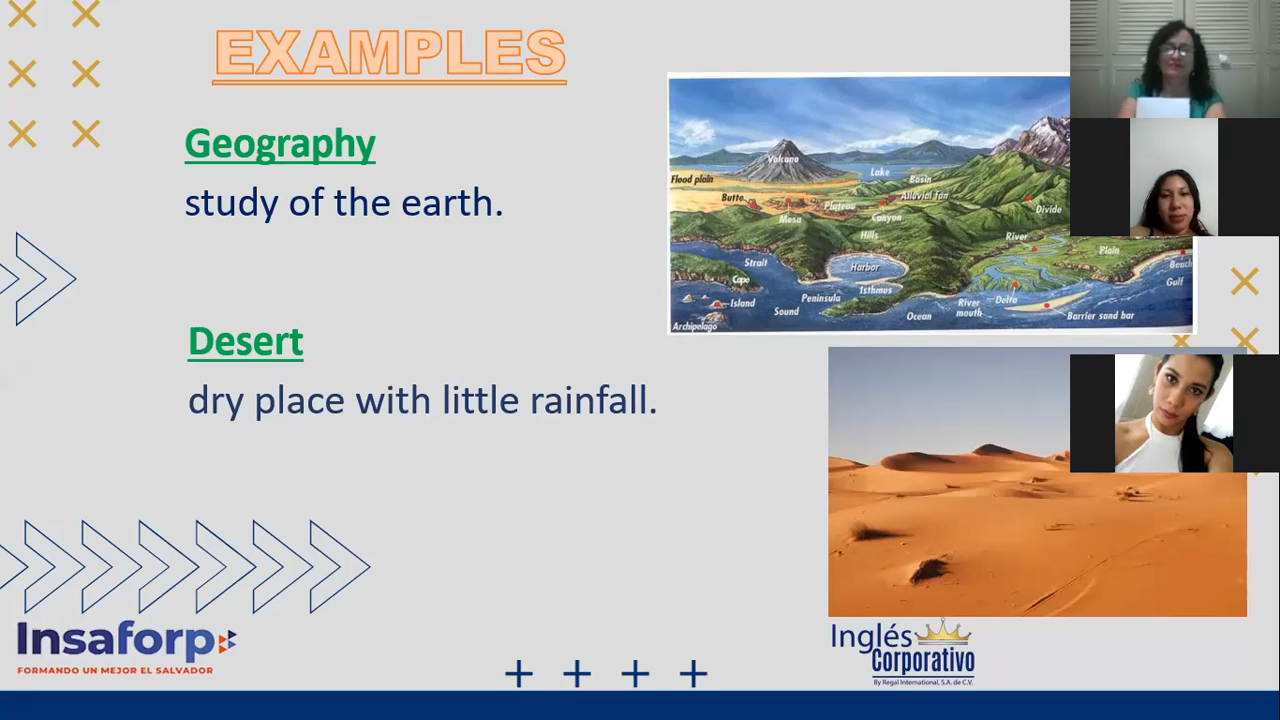 EXAMPLES
Geography
study of the earth.
Volcano
Lake
Flood plain
Basin
Butte
Plateau
Alluvial fan
Mesa
Canyon
Divide
Hills
River
Plain
Strait
Harbor
Beach
Cape
Isthmus
Gulf
Island
Peninsula
Sound
Ocean
River
mouth
Delta
Barrier sand bar
Archipelago
Desert
dry place with little rainfall.
Insaforp
FORMANDO UN MEJOR EL SALVADOR
Inglés
Corporativo
By Regal International, S.A. de C.V.